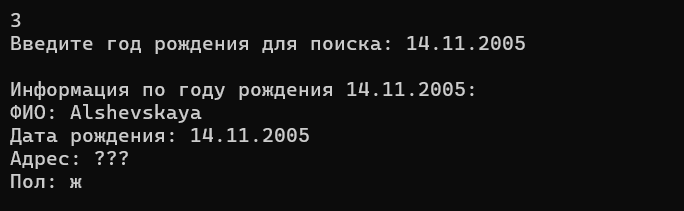 3
Введите год рождения для поиска: 14.11.2005
Информация по году рождения 14.11.2005:
ФИО: Alshevskaya
Дата рождения: 14.11.2005
Адрес: ???
Пол: ж